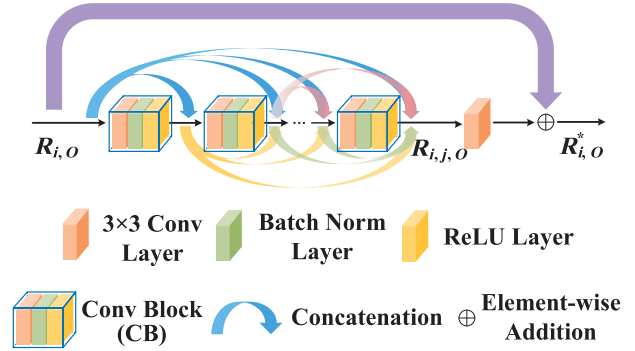 ...
R_{i, O} R_{i, j, O} ⊕ R^*_{i, O}
3×3 Conv Layer
Batch Norm Layer
ReLU Layer
Conv Block (CB)
Concatenation
⊕ Element-wise Addition